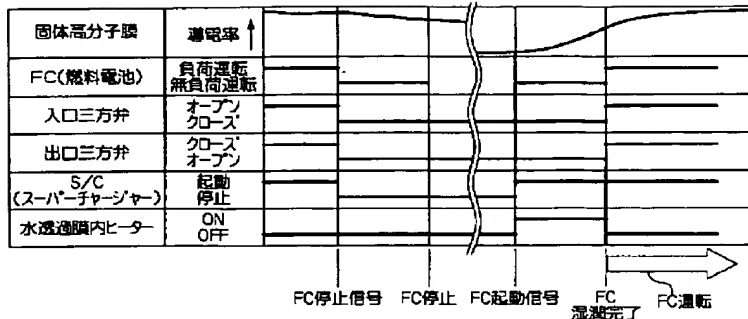 固体高分子膜 導電率
FC(燃料電池) 負荷運転
無負荷運転
入口三方弁 オープン
クローズ
出口三方弁 クローズ
オープン
S/C 起動
(スーパーチャージャー) 停止
水透過膜内ヒーター ON
OFF
FC停止信号 FC停止 FC起動信号 FC
湿潤完了 FC運転